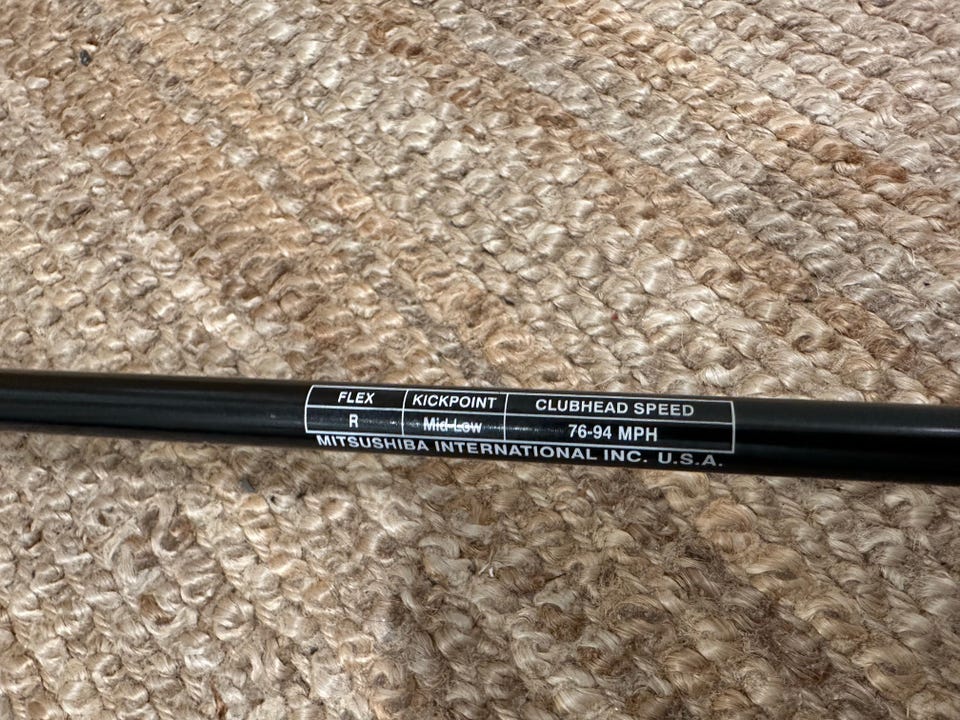 FLEX KICKPOINT CLUBHEAD SPEED
R Mid-Low 76-94 MPH
MITSUSHIBA INTERNATIONAL INC. U.S.A.